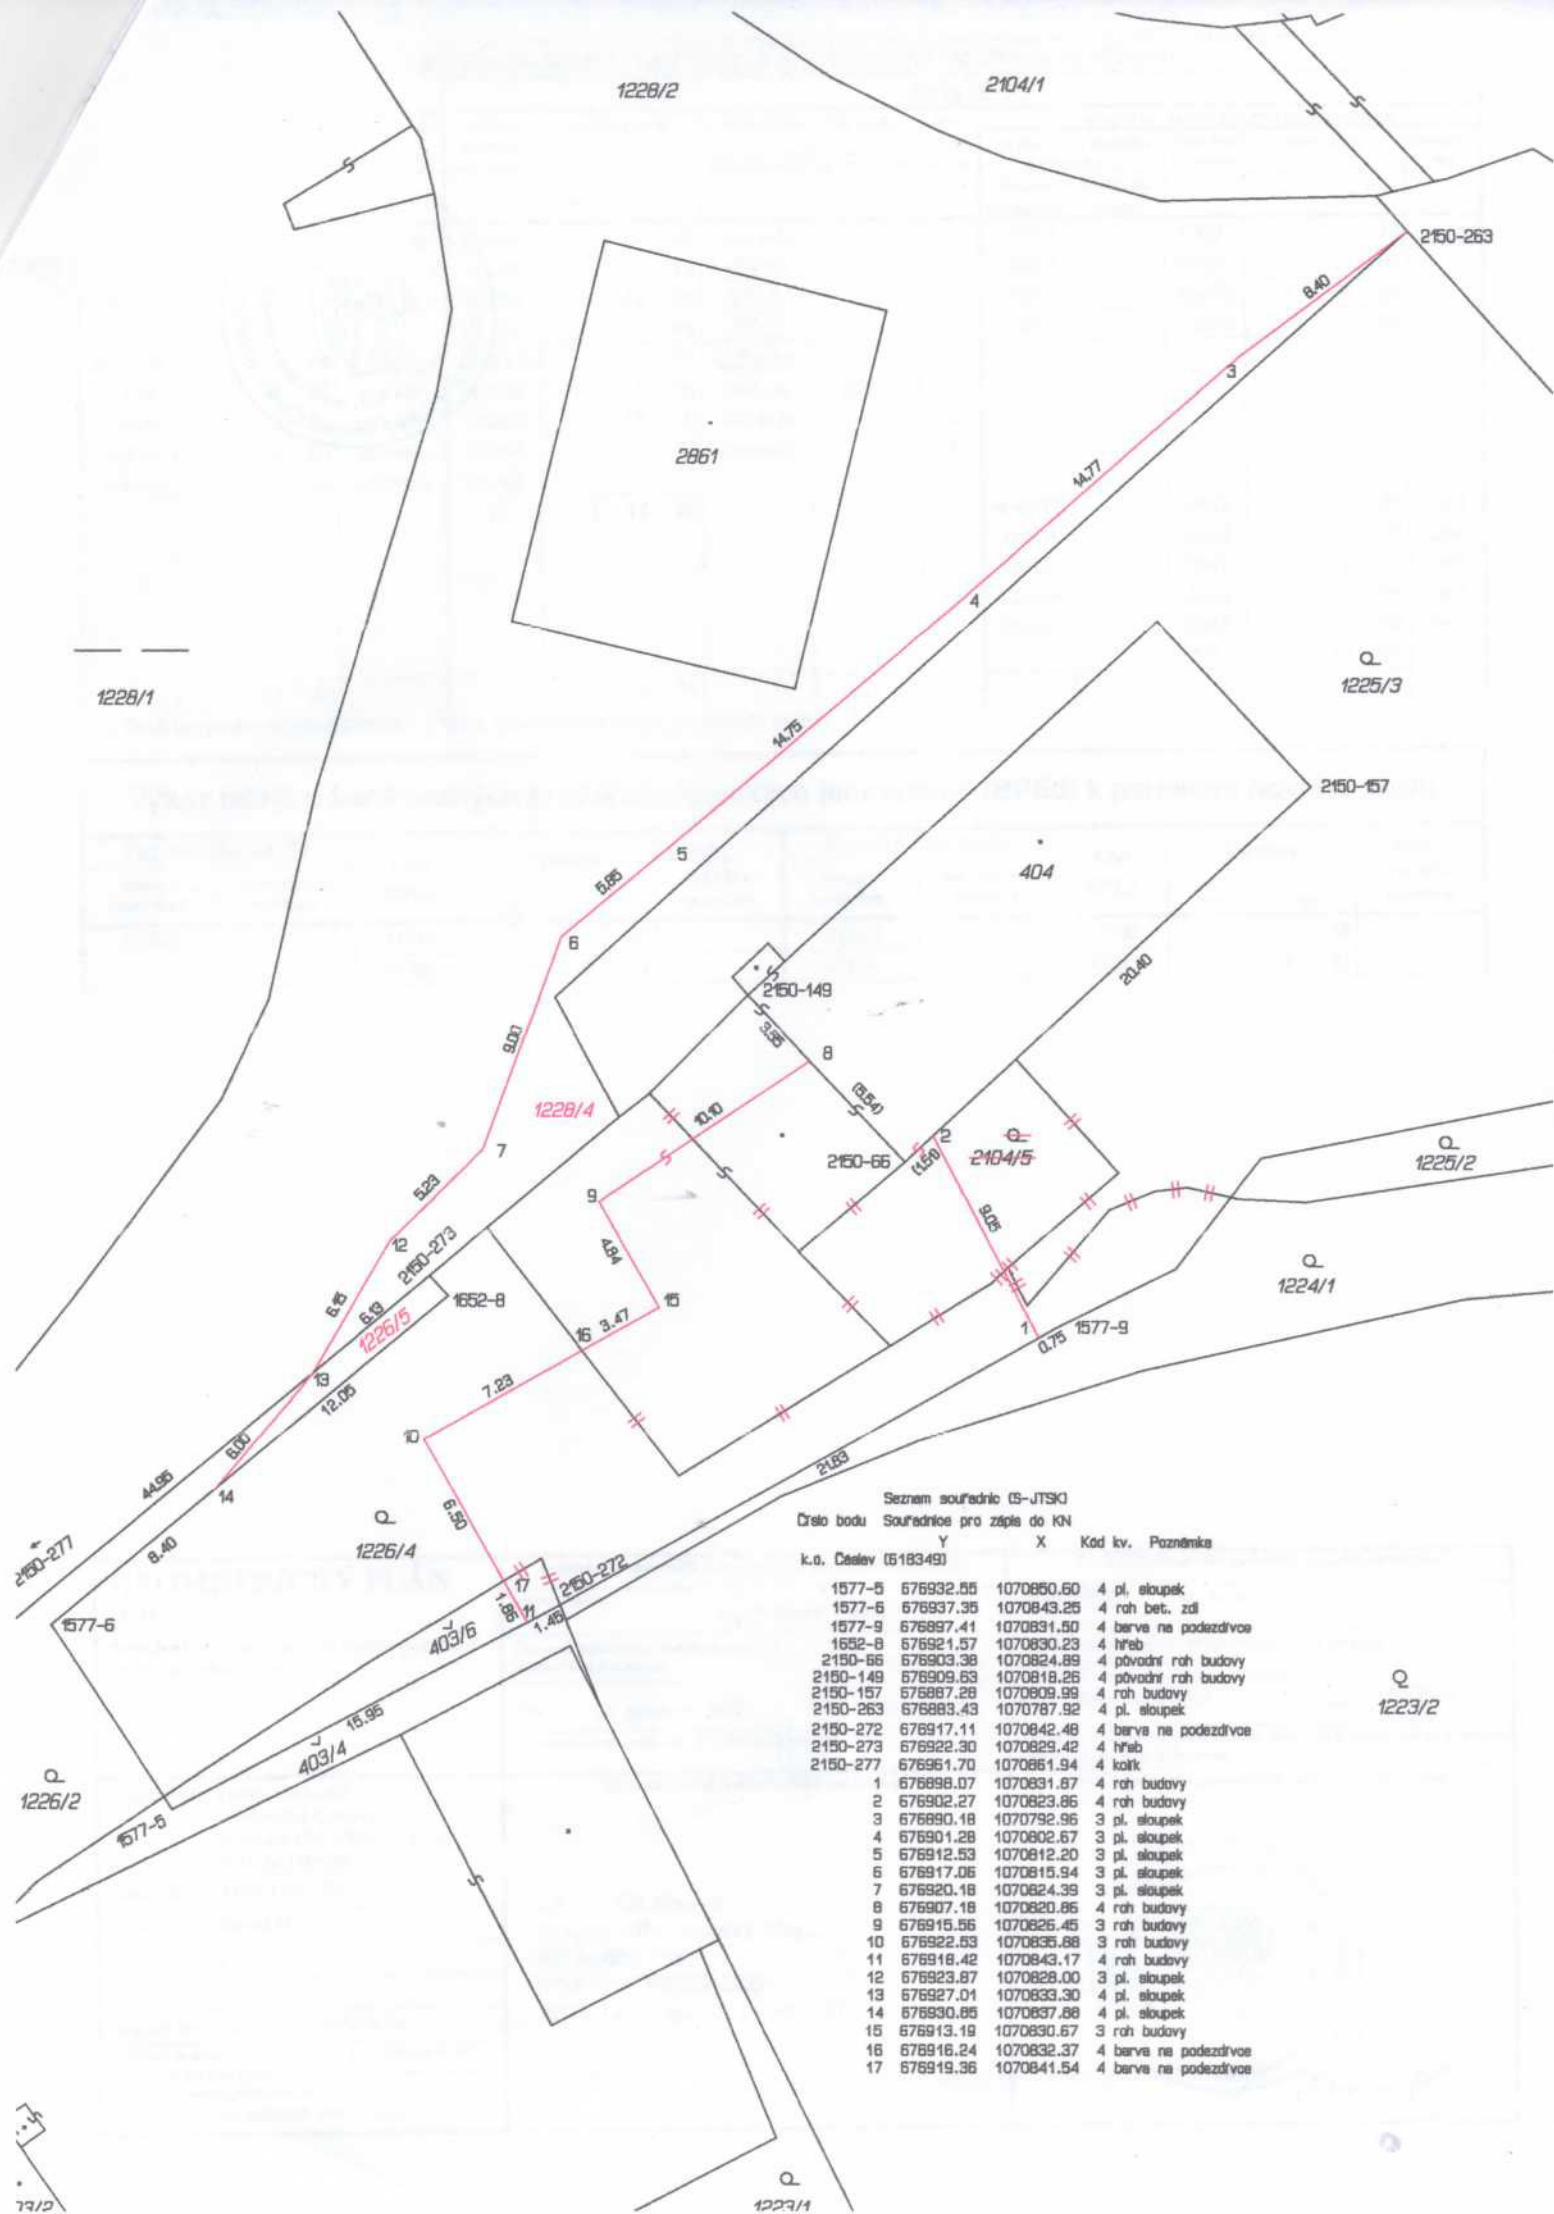 1228/2
2104/1
2150-263
8.40
3
14.77
2861
4
1228/1
1225/3
14.75
2150-157
5
404
5.85
6
20.40
2150-149
3.55
9.00
8
(5.54)
1228/4
10.10
2
2104/5
7
2150-66
(1.51)
1225/2
5.23
9
9.05
12
4.84
2150-273
1224/1
6.15
6.13
1652-8
15
1226/5
16
3.47
1
1577-9
0.75
13
12.05
7.23
10
6.00
44.95
21.83
14
6.50
8.40
1226/4
2150-277
17
2150-272
1577-6
1.86
11
1.45
403/6
15.95
403/4
1223/2
1226/2
1577-5
Seznam souřadnic (S-JTSK)
Číslo bodu Souřadnice pro zápis do KN
Y X Kód kv. Poznámka
k.ú. Čáslav (618349)
1577-5 676932.55 1070850.60 4 pl. sloupek
1577-6 676937.35 1070843.25 4 roh bet. zdi
1577-9 676897.41 1070831.50 4 barva na podezdívce
1652-8 676921.57 1070830.23 4 hřeb
2150-66 676903.38 1070824.89 4 původní roh budovy
2150-149 676909.63 1070818.26 4 původní roh budovy
2150-157 676887.28 1070809.99 4 roh budovy
2150-263 676883.43 1070787.92 4 pl. sloupek
2150-272 676917.11 1070842.48 4 barva na podezdívce
2150-273 676922.30 1070829.42 4 hřeb
2150-277 676961.70 1070861.94 4 kolík
1 676898.07 1070831.87 4 roh budovy
2 676902.27 1070823.86 4 roh budovy
3 676890.18 1070792.96 3 pl. sloupek
4 676901.28 1070802.67 3 pl. sloupek
5 676912.53 1070812.20 3 pl. sloupek
6 676917.06 1070815.94 3 pl. sloupek
7 676920.18 1070824.39 3 pl. sloupek
8 676907.18 1070820.86 4 roh budovy
9 676915.56 1070826.45 3 roh budovy
10 676922.53 1070835.88 3 roh budovy
11 676918.42 1070843.17 4 roh budovy
12 676923.87 1070828.00 3 pl. sloupek
13 676927.01 1070833.30 4 pl. sloupek
14 676930.85 1070837.88 4 pl. sloupek
15 676913.19 1070830.67 3 roh budovy
16 676916.24 1070832.37 4 barva na podezdívce
17 676919.36 1070841.54 4 barva na podezdívce
1223/1